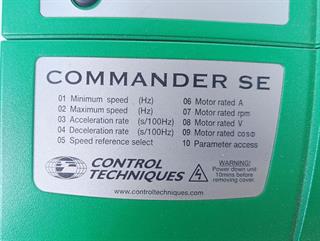 COMMANDER SE
01 Minimum speed (Hz)
02 Maximum speed (Hz)
03 Acceleration rate (s/100Hz)
04 Deceleration rate (s/100Hz)
05 Speed reference select
06 Motor rated A
07 Motor rated rpm
08 Motor rated V
09 Motor rated cosΦ
10 Parameter access
CONTROL
TECHNIQUES
www.controltechniques.com
WARNING!
Power down unit
10mins before
removing cover.